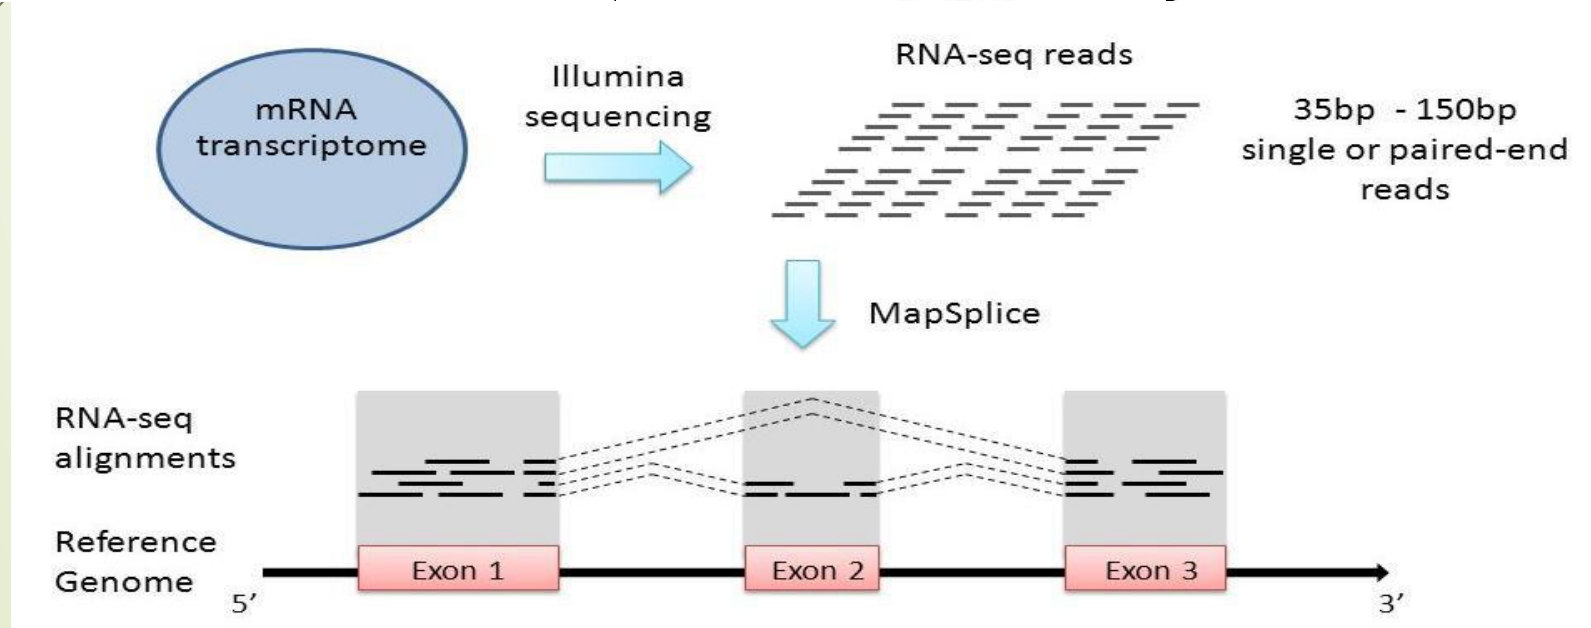 mRNA
transcriptome
Illumina
sequencing
RNA-seq reads
35bp - 150bp
single or paired-end
reads
MapSplice
RNA-seq
alignments
Reference
Genome
Exon 1
Exon 2
Exon 3
5’
3’